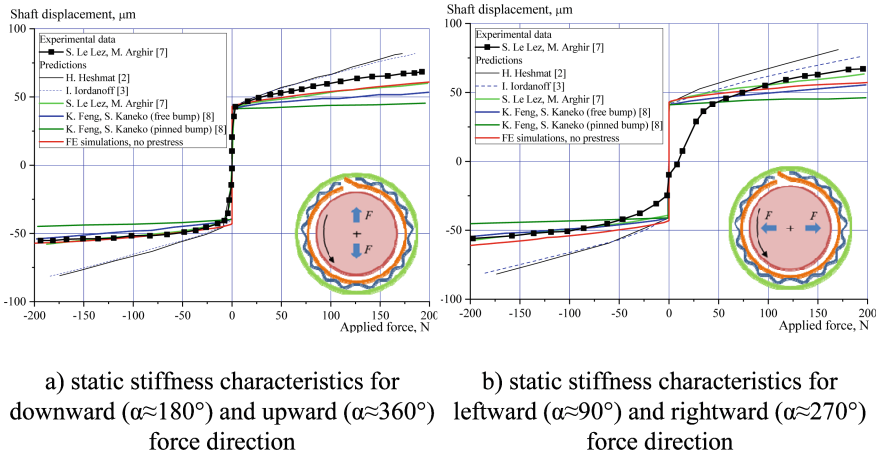 Shaft displacement, μm
100
50
0
-50
-100
-200
-150
-100
-50
0
50
100
150
200
Applied force, N
Experimental data
S. Le Lez, M. Arghir [7]
Predictions
H. Heshmat [2]
I. Iordanoff [3]
S. Le Lez, M. Arghir [7]
K. Feng, S. Kaneko (free bump) [8]
K. Feng, S. Kaneko (pinned bump) [8]
FE simulations, no prestress
F
F
a) static stiffness characteristics for
downward (α≈180°) and upward (α≈360°)
force direction
Shaft displacement, μm
100
50
0
-50
-100
-200
-150
-100
-50
0
50
100
150
200
Applied force, N
Experimental data
S. Le Lez, M. Arghir [7]
Predictions
H. Heshmat [2]
I. Iordanoff [3]
S. Le Lez, M. Arghir [7]
K. Feng, S. Kaneko (free bump) [8]
K. Feng, S. Kaneko (pinned bump) [8]
FE simulations, no prestress
F
F
b) static stiffness characteristics for
leftward (α≈90°) and rightward (α≈270°)
force direction